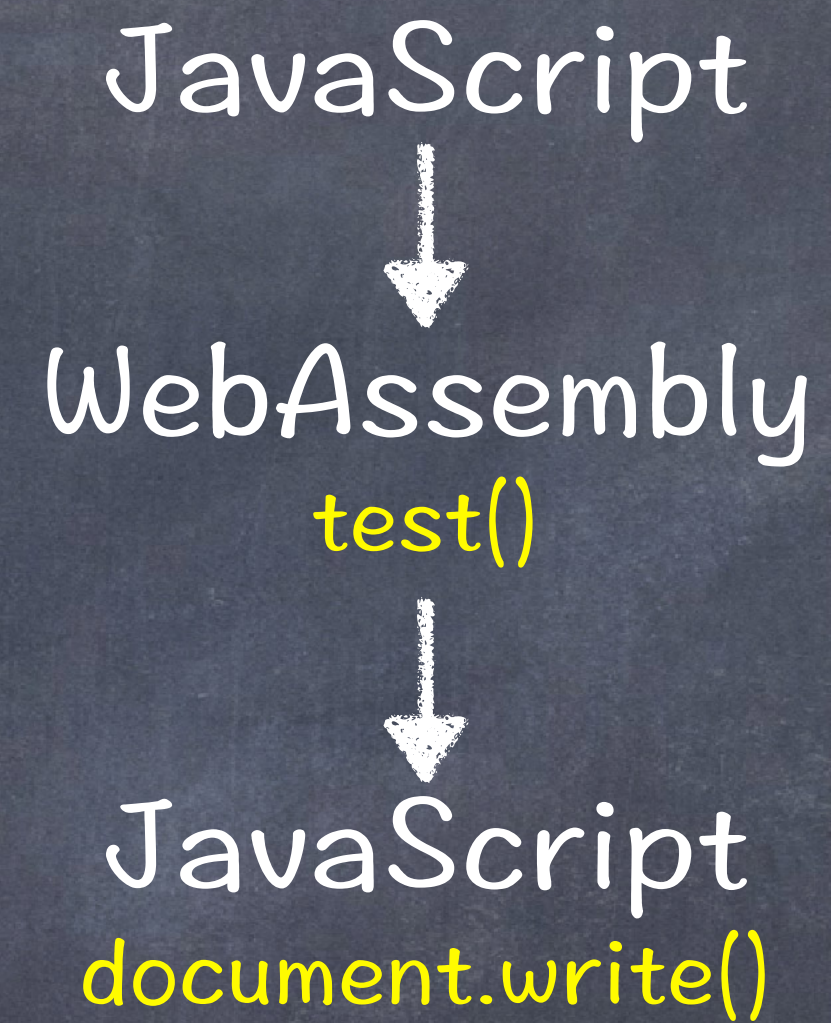 JavaScript
WebAssembly
test()
JavaScript
document.write()